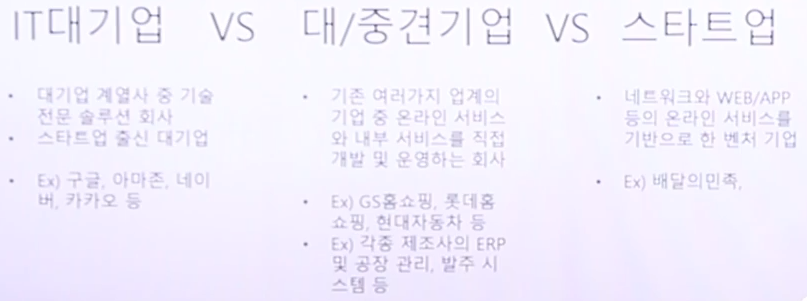 IT대기업 VS 대/중견기업 VS 스타트업
• 대기업 계열사 중 기술
전문 솔루션 회사
• 스타트업 출신 대기업
• Ex) 구글, 아마존, 네이
버, 카카오 등
• 기존 여러가지 업계의
기업 중 온라인 서비스
와 내부 서비스를 직접
개발 및 운영하는 회사
• Ex) GS홈쇼핑, 롯데홈
쇼핑, 현대자동차 등
• Ex) 각종 제조사의 ERP
및 공장 관리, 발주 시
스템 등
• 네트워크와 WEB/APP
등의 온라인 서비스를
기반으로 한 벤처 기업
• Ex) 배달의민족,